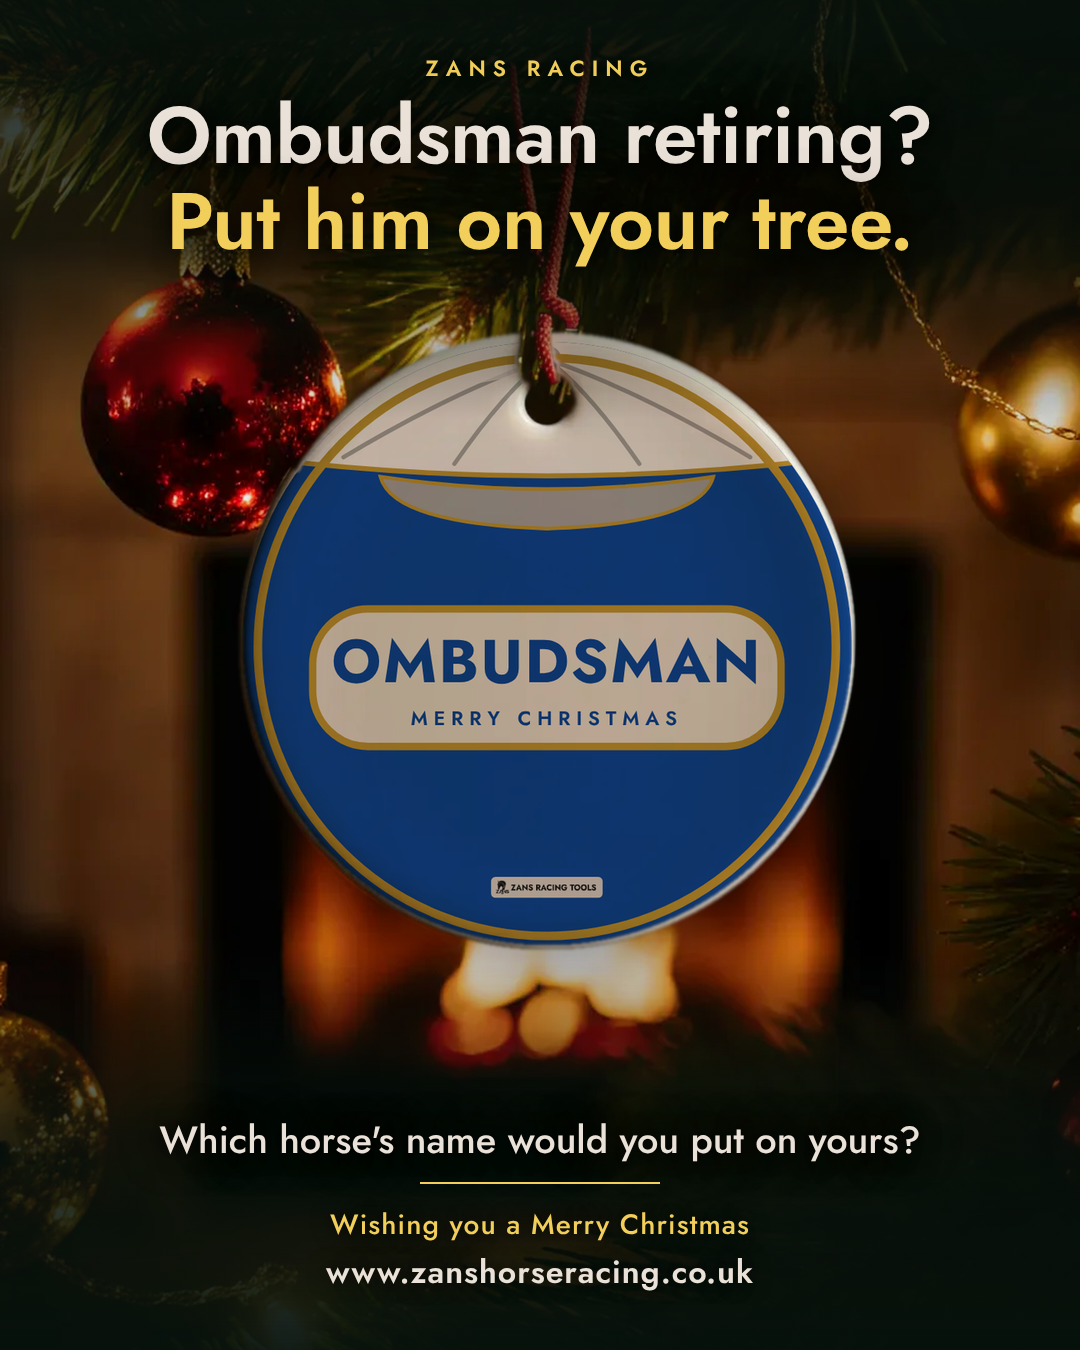 ZANS RACING
Ombudsman retiring?
Put him on your tree.
OMBUDSMAN
MERRY CHRISTMAS
ZANS RACING TOOLS
Which horse's name would you put on yours?
Wishing you a Merry Christmas
www.zanshorseracing.co.uk